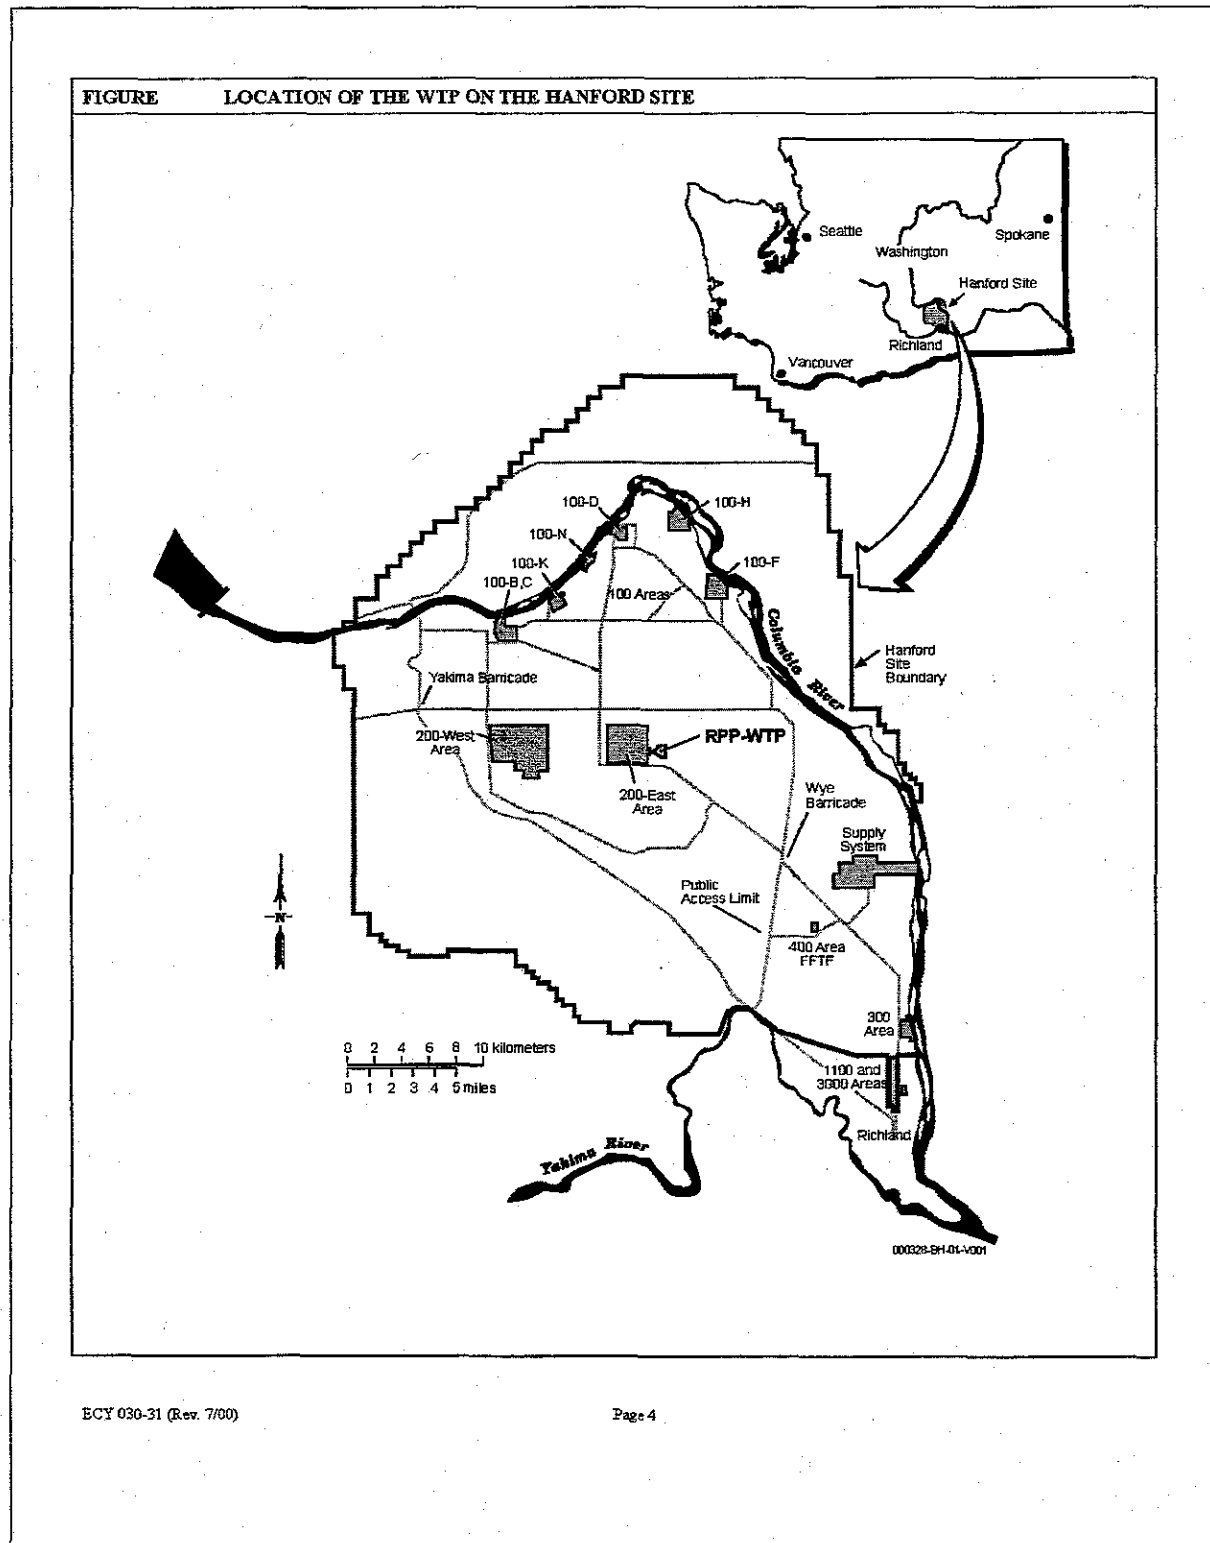 FIGURE LOCATION OF THE WTP ON THE HANFORD SITE
Seattle
Spokane
Washington
Hanford Site
Richland
Vancouver
100-D
100-H
100-N
100-K
100-F
100-B,C
100 Areas
Columbia River
Hanford
Site
Boundary
Yakima Barricade
200-West
Area
RPP-WTP
200-East
Area
Wye
Barricade
Supply
System
Public
Access Limit
N
400 Area
FFTF
300
Area
0 2 4 6 8 10 kilometers
0 1 2 3 4 5 miles
1100 and
3000 Areas
Richland
Yakima River
000328-BH-01-V001
ECY 030-31 (Rev. 7/00) Page 4